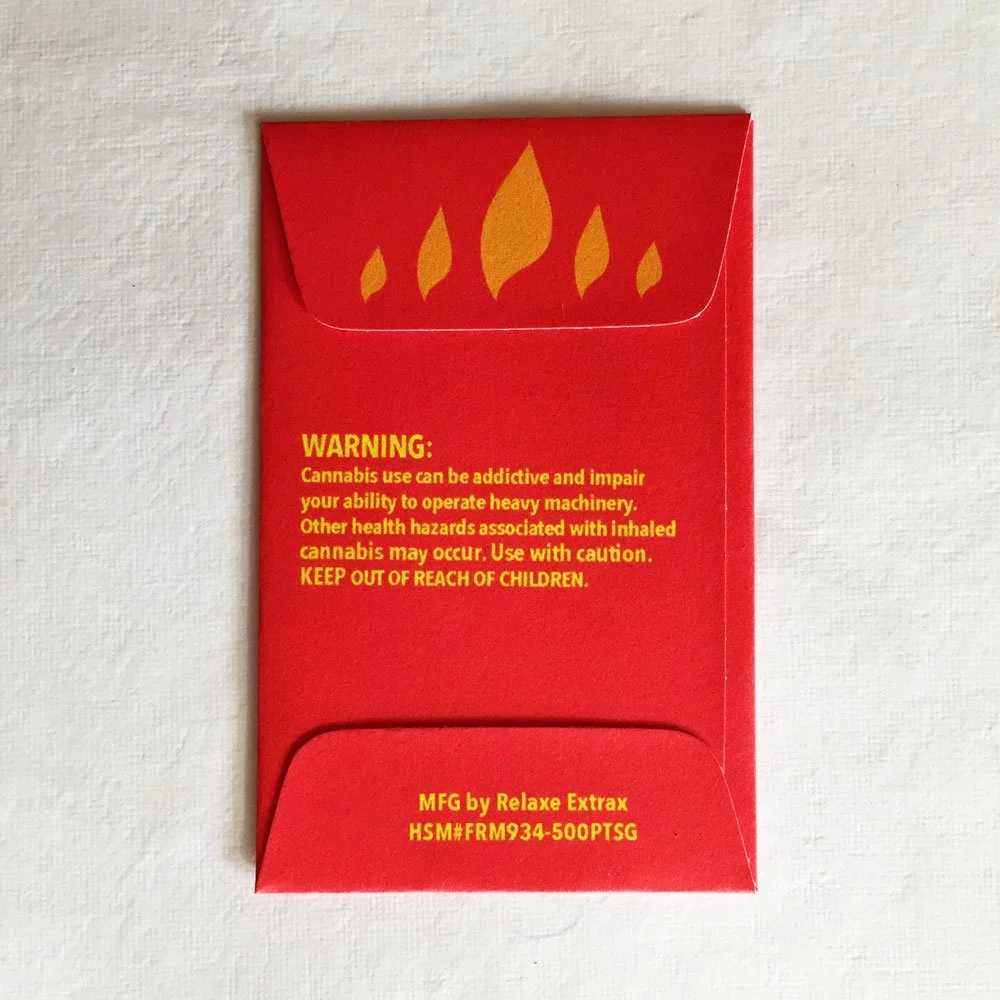 WARNING:
Cannabis use can be addictive and impair
your ability to operate heavy machinery.
Other health hazards associated with inhaled
cannabis may occur. Use with caution.
KEEP OUT OF REACH OF CHILDREN.
MFG by Relaxe Extrax
HSM#FRM934-500PTSG